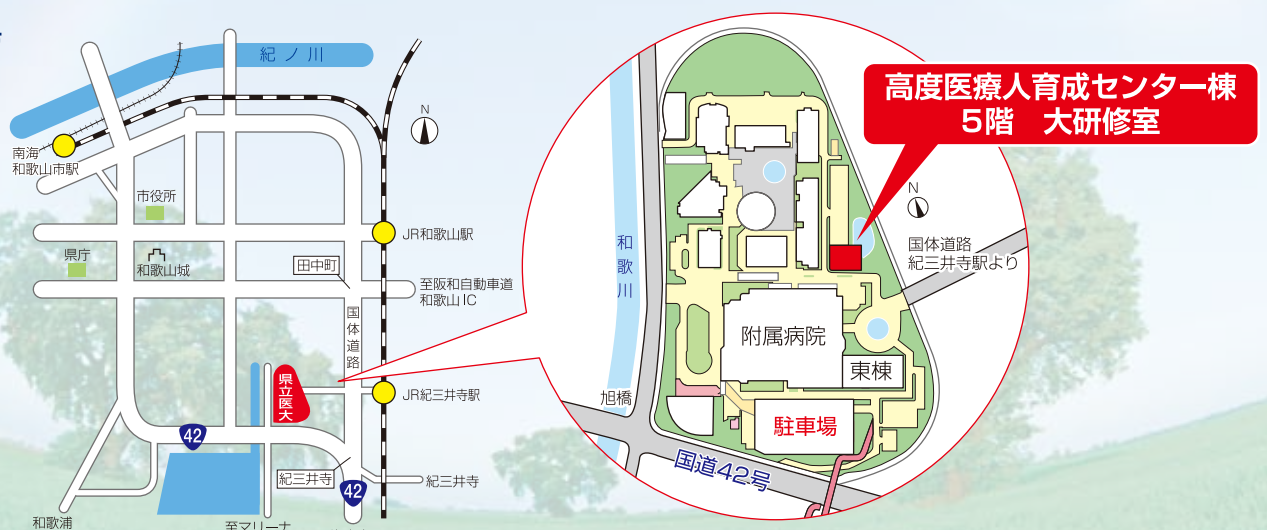 紀ノ川
N
南海
和歌山市駅
市役所
JR和歌山駅
県庁
和歌山城
田中町
至阪和自動車道
和歌山IC
国体道路
県立医大
JR紀三井寺駅
42
紀三井寺
42
紀三井寺
和歌浦
至マリーナ
高度医療人育成センター棟
5階 大研修室
N
国体道路
紀三井寺駅より
和歌川
附属病院
東棟
旭橋
駐車場
国道42号